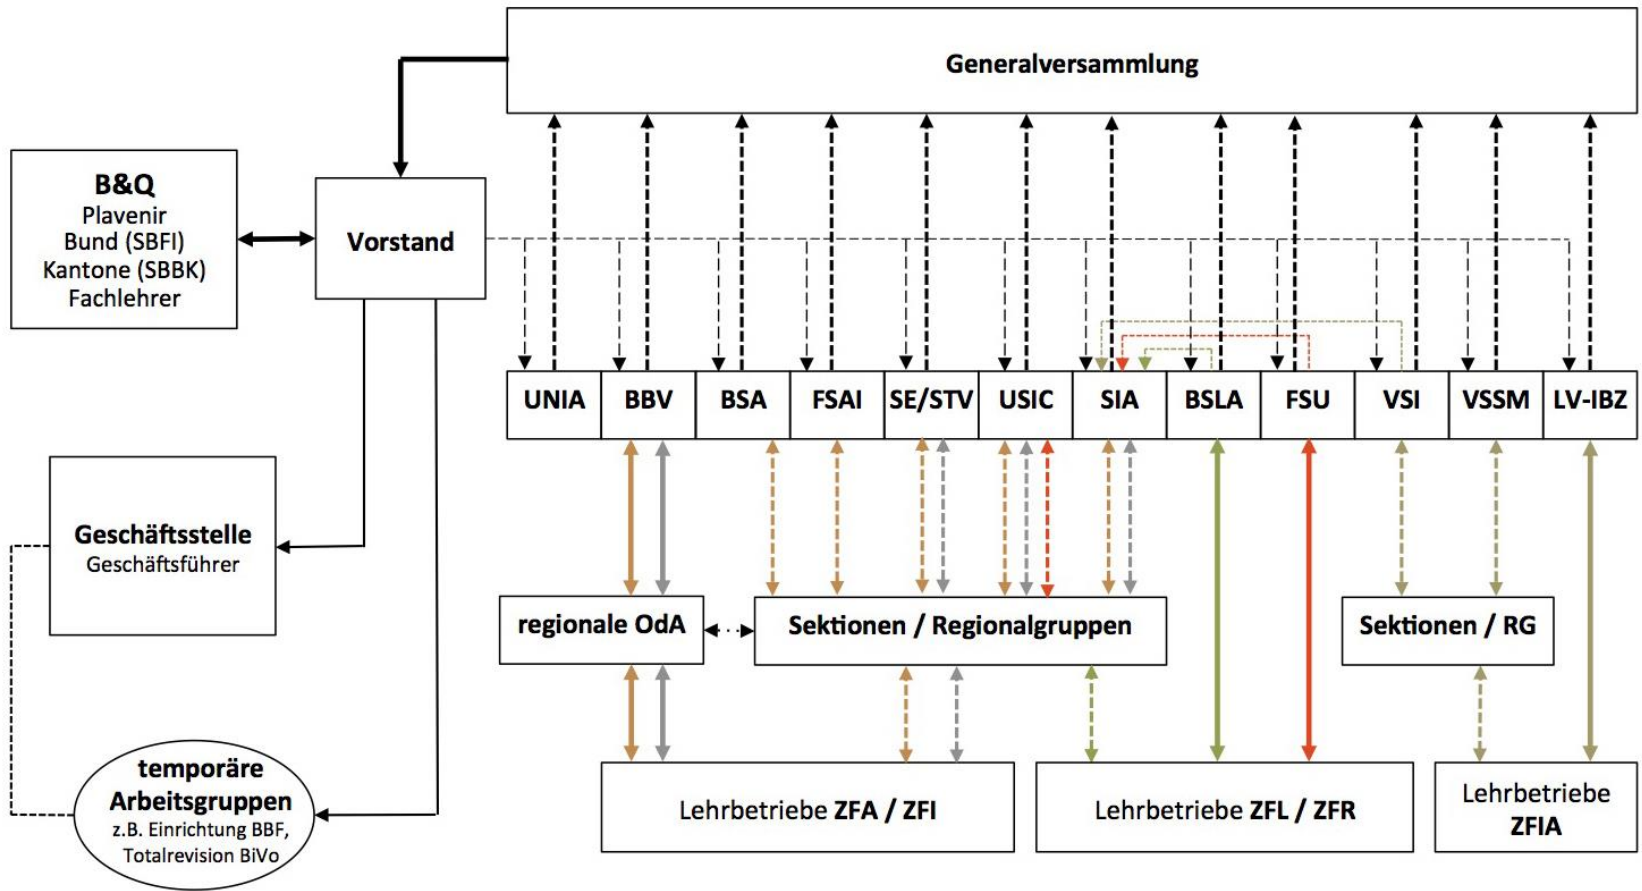 Generalversammlung
B&Q
Plavenir
Bund (SBFI)
Kantone (SBBK)
Fachlehrer
Vorstand
UNIA
BBV
BSA
FSAI
SE/STV
USIC
SIA
BSLA
FSU
VSI
VSSM
LV-IBZ
Geschäftsstelle
Geschäftsführer
regionale OdA
Sektionen / Regionalgruppen
Sektionen / RG
temporäre
Arbeitsgruppen
z.B. Einrichtung BBF,
Totalrevision BiVo
Lehrbetriebe ZFA / ZFI
Lehrbetriebe ZFL / ZFR
Lehrbetriebe
ZFIA